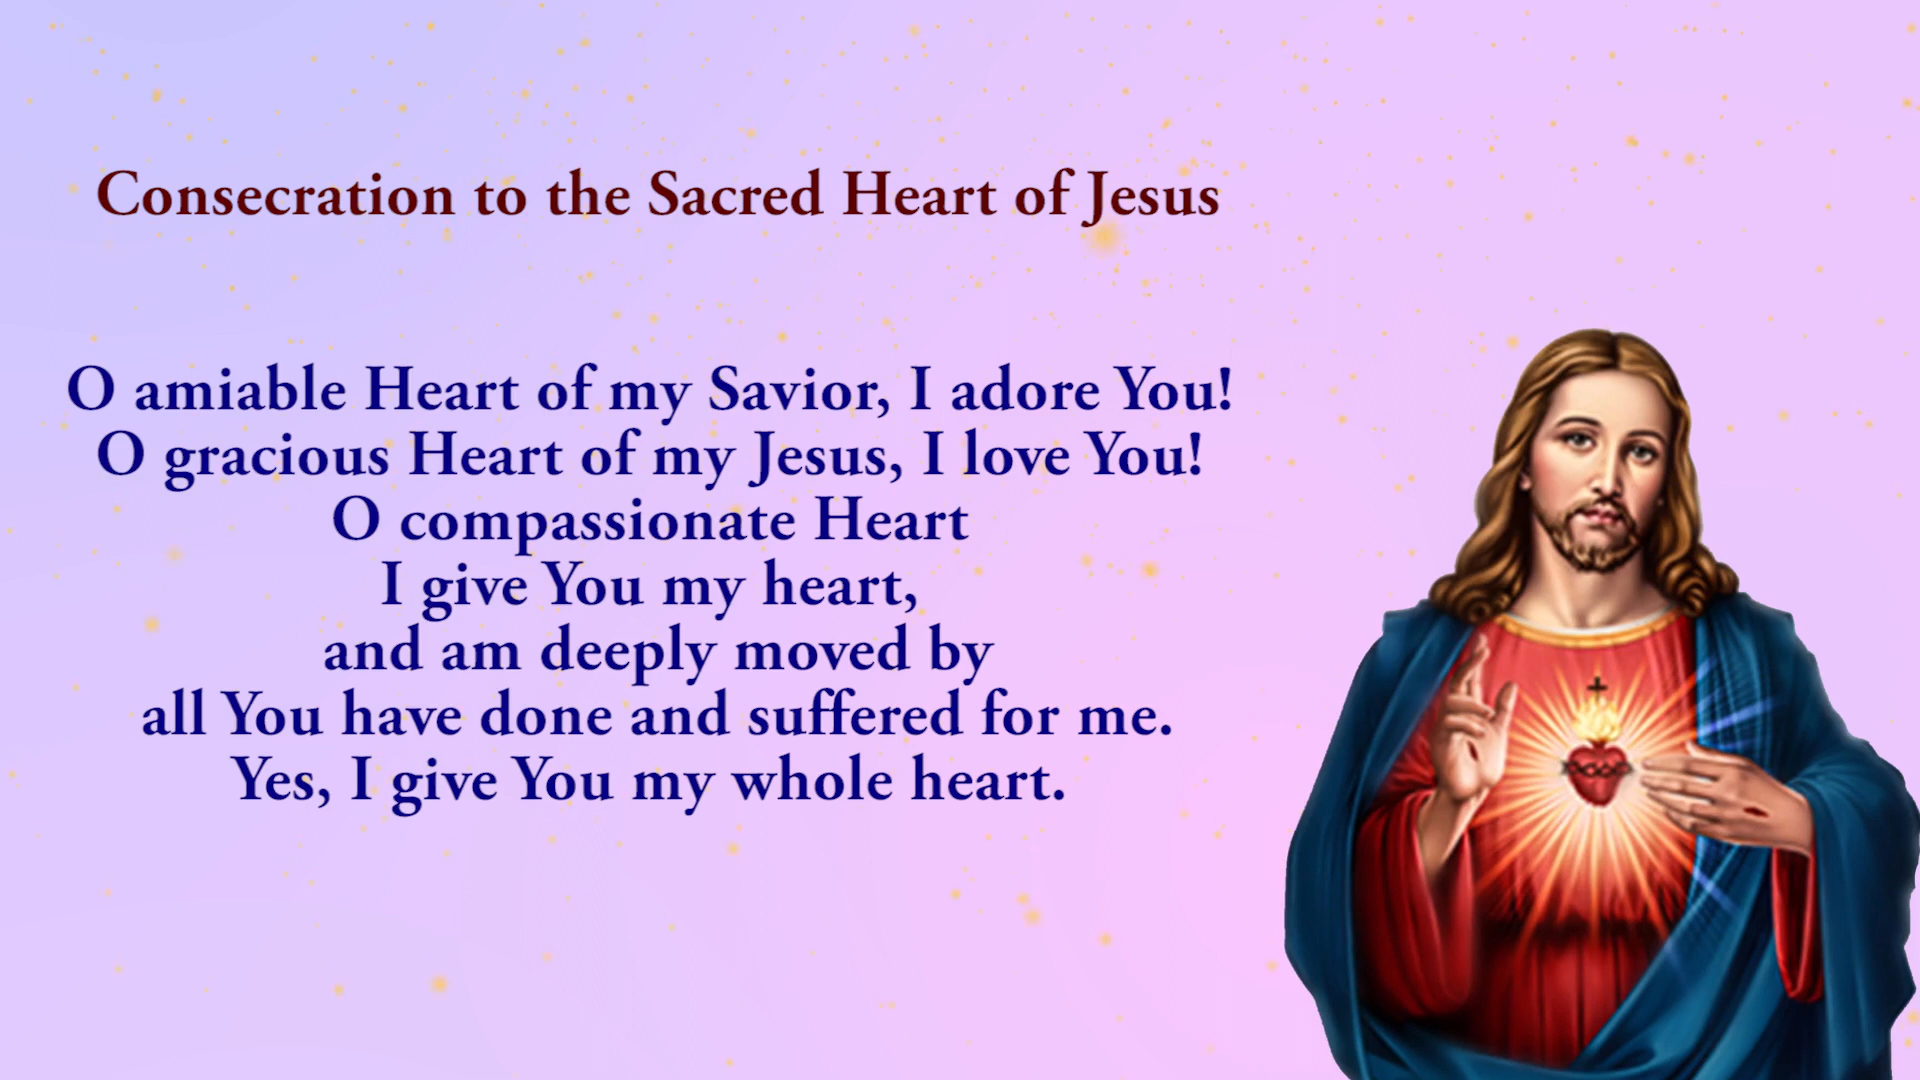 Consecration to the Sacred Heart of Jesus
O amiable Heart of my Savior, I adore You!
O gracious Heart of my Jesus, I love You!
O compassionate Heart
I give You my heart,
and am deeply moved by
all You have done and suffered for me.
Yes, I give You my whole heart.